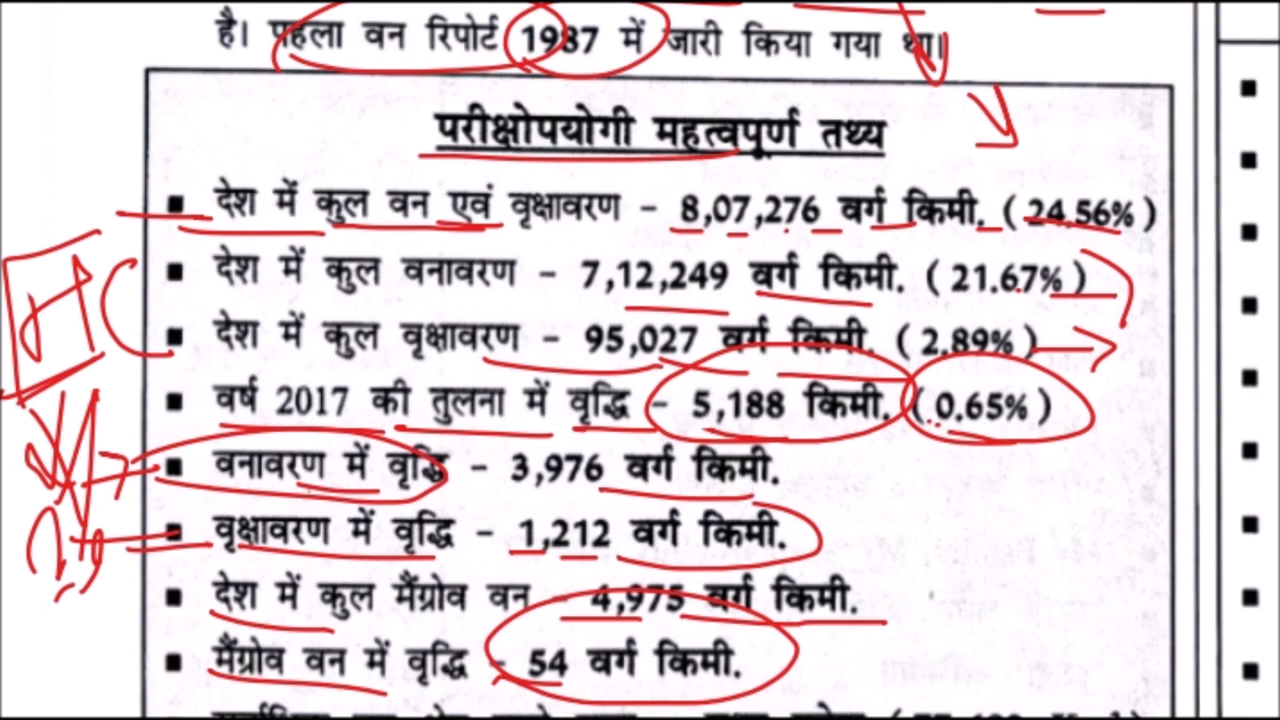 है। पहला वन रिपोर्ट 1987 में जारी किया गया था।
परीक्षोपयोगी महत्वपूर्ण तथ्य
▪ देश में कुल वन एवं वृक्षावरण – 8,07,276 वर्ग किमी. (24.56%)
▪ देश में कुल वनावरण – 7,12,249 वर्ग किमी. (21.67%)
▪ देश में कुल वृक्षावरण – 95,027 वर्ग किमी. (2.89%)
▪ वर्ष 2017 की तुलना में वृद्धि – 5,188 किमी. (0.65%)
▪ वनावरण में वृद्धि – 3,976 वर्ग किमी.
▪ वृक्षावरण में वृद्धि – 1,212 वर्ग किमी.
▪ देश में कुल मैंग्रोव वन – 4,975 वर्ग किमी.
▪ मैंग्रोव वन में वृद्धि – 54 वर्ग किमी.